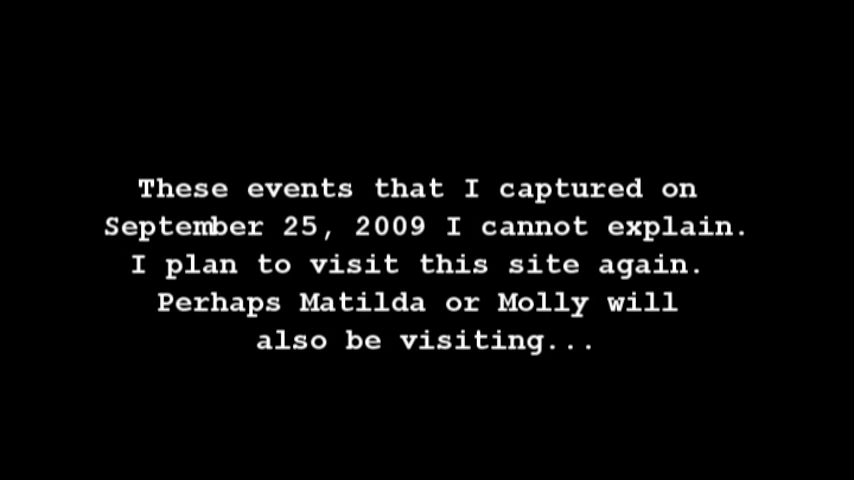 These events that I captured on
September 25, 2009 I cannot explain.
I plan to visit this site again.
Perhaps Matilda or Molly will
also be visiting...